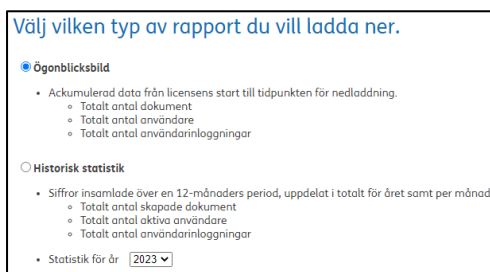 Välj vilken typ av rapport du vill ladda ner.
Ögonblicksbild
Ackumulerad data från licensens start till tidpunkten för nedladdning.
Totalt antal dokument
Totalt antal användare
Totalt antal användarinloggningar
Historisk statistik
Siffror insamlade över en 12-månaders period, uppdelat i totalt för året samt per månad
Totalt antal skapade dokument
Totalt antal aktiva användare
Totalt antal användarinloggningar
Statistik för år 2023